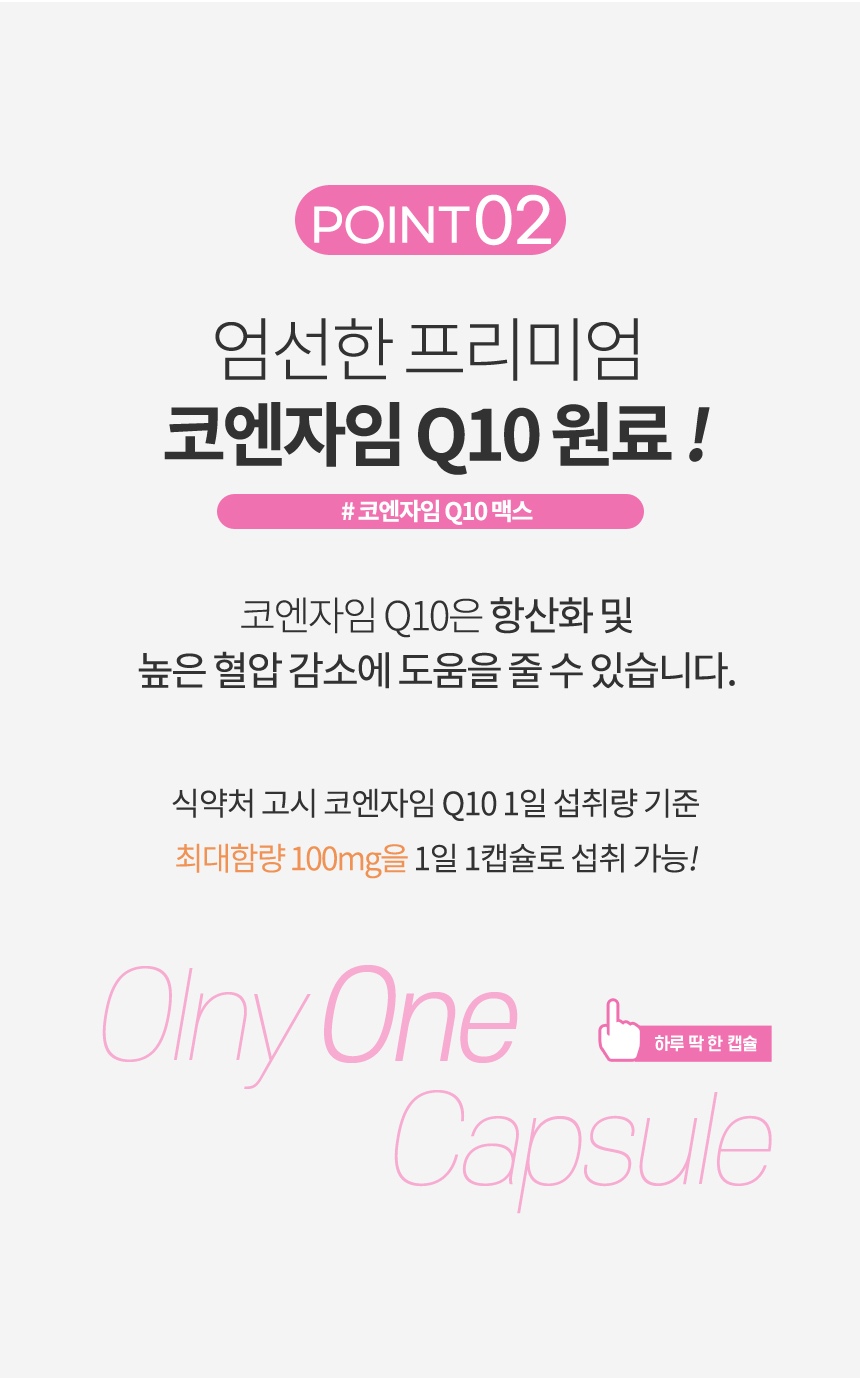 POINT02
엄선한 프리미엄
코엔자임 Q10 원료 !
# 코엔자임 Q10 맥스
코엔자임 Q10은 항산화 및
높은 혈압 감소에 도움을 줄 수 있습니다.
식약처 고시 코엔자임 Q10 1일 섭취량 기준
최대함량 100mg을 1일 1캡슐로 섭취 가능!
Olny One
하루 딱 한 캡슐
Capsule